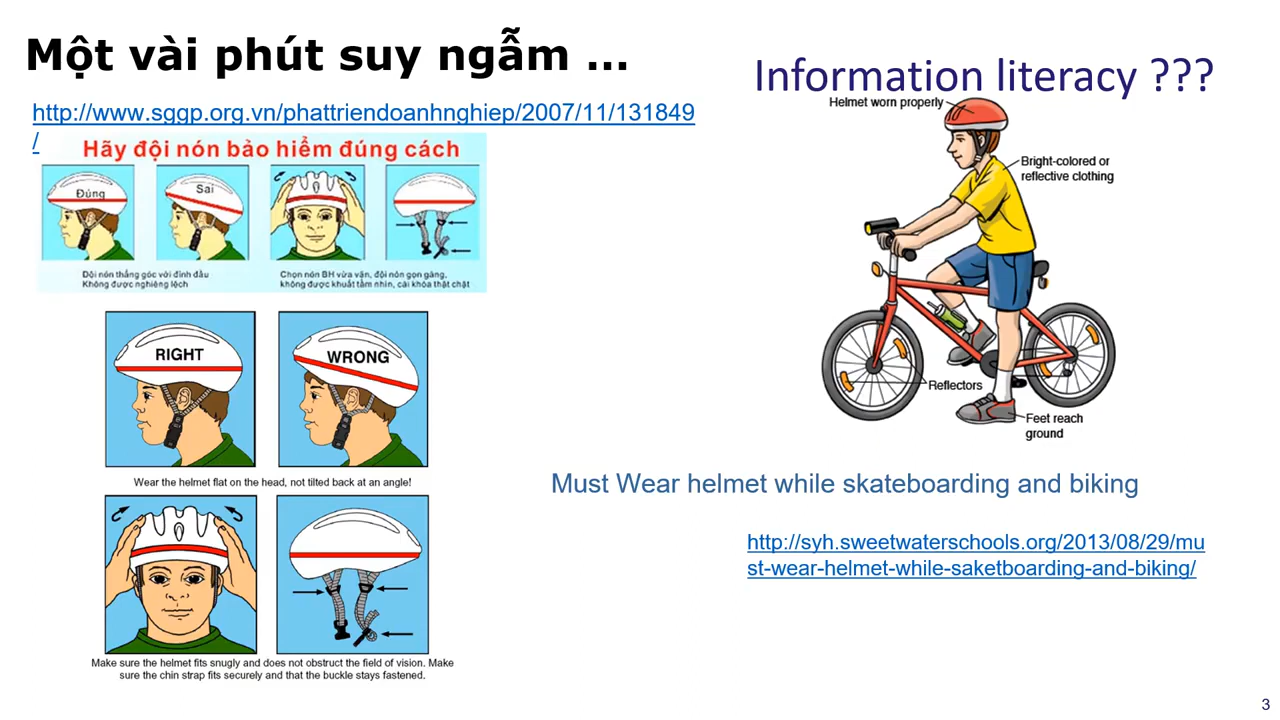 Một vài phút suy ngẫm ...
Information literacy ???
http://www.sggp.org.vn/phattriendoanhnghiep/2007/11/131849
/
Hãy đội nón bảo hiểm đúng cách
Đúng
Sai
Đội nón thẳng góc với đỉnh đầu
Không được nghiêng lệch
Chọn nón BH vừa vặn, đội nón gọn gàng,
không được khuất tầm nhìn, cài khóa thật chặt
RIGHT
WRONG
Wear the helmet flat on the head, not tilted back at an angle!
Make sure the helmet fits snugly and does not obstruct the field of vision. Make
sure the chin strap fits securely and that the buckle stays fastened.
Helmet worn properly
Bright-colored or
reflective clothing
Reflectors
Feet reach
ground
Must Wear helmet while skateboarding and biking
http://syh.sweetwaterschools.org/2013/08/29/mu
st-wear-helmet-while-saketboarding-and-biking/
3